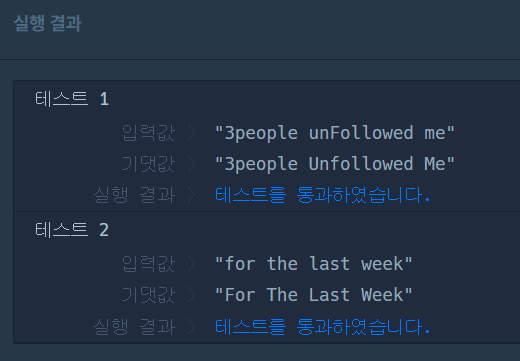 실행 결과
테스트 1
입력값 〉 "3people unFollowed me"
기댓값 〉 "3people Unfollowed Me"
실행 결과 〉 테스트를 통과하였습니다.
테스트 2
입력값 〉 "for the last week"
기댓값 〉 "For The Last Week"
실행 결과 〉 테스트를 통과하였습니다.